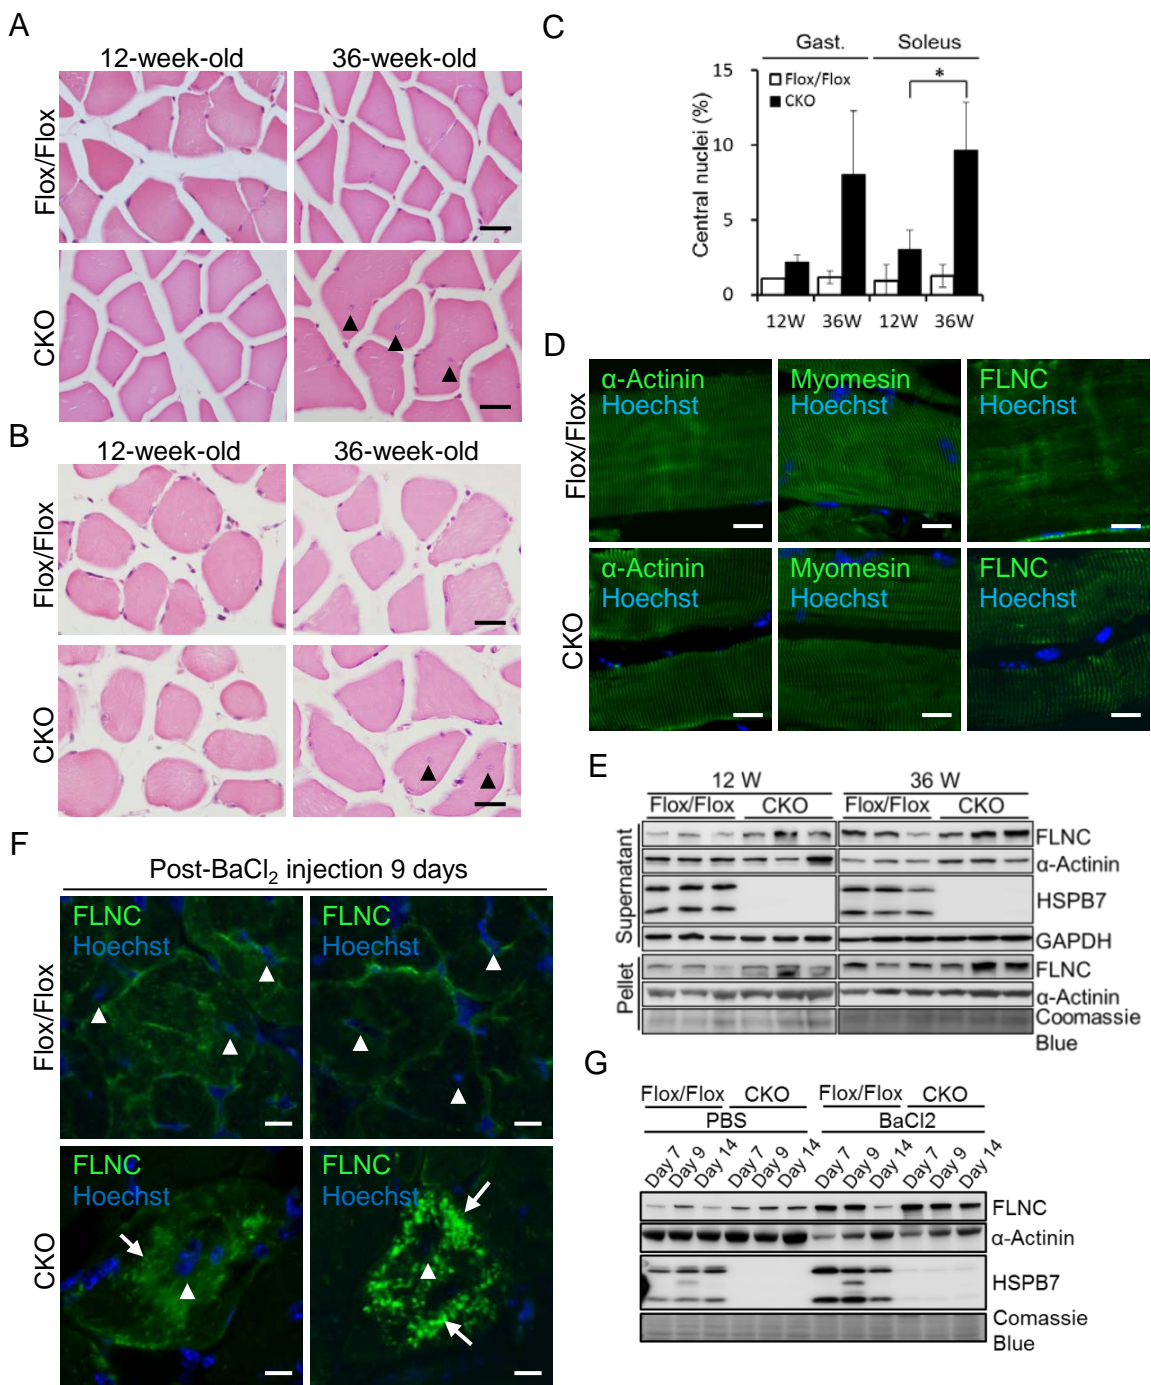 A
12-week-old 36-week-old
Flox/Flox
CKO
B
12-week-old 36-week-old
Flox/Flox
CKO
C
Gast. Soleus
Central nuclei (%)
15
10
5
0
Flox/Flox
CKO
*
12W 36W 12W 36W
D
Flox/Flox
α-Actinin
Hoechst
Myomesin
Hoechst
FLNC
Hoechst
CKO
α-Actinin
Hoechst
Myomesin
Hoechst
FLNC
Hoechst
E
12 W 36 W
Flox/Flox CKO Flox/Flox CKO
Supernatant
FLNC
α-Actinin
HSPB7
GAPDH
Pellet
FLNC
α-Actinin
Coomassie
Blue
F
Post-BaCl₂ injection 9 days
Flox/Flox
FLNC
Hoechst
FLNC
Hoechst
CKO
FLNC
Hoechst
FLNC
Hoechst
G
Flox/Flox CKO Flox/Flox CKO
PBS BaCl2
Day 7 Day 9 Day 14 Day 7 Day 9 Day 14 Day 7 Day 9 Day 14 Day 7 Day 9 Day 14
FLNC
α-Actinin
HSPB7
Comassie
Blue